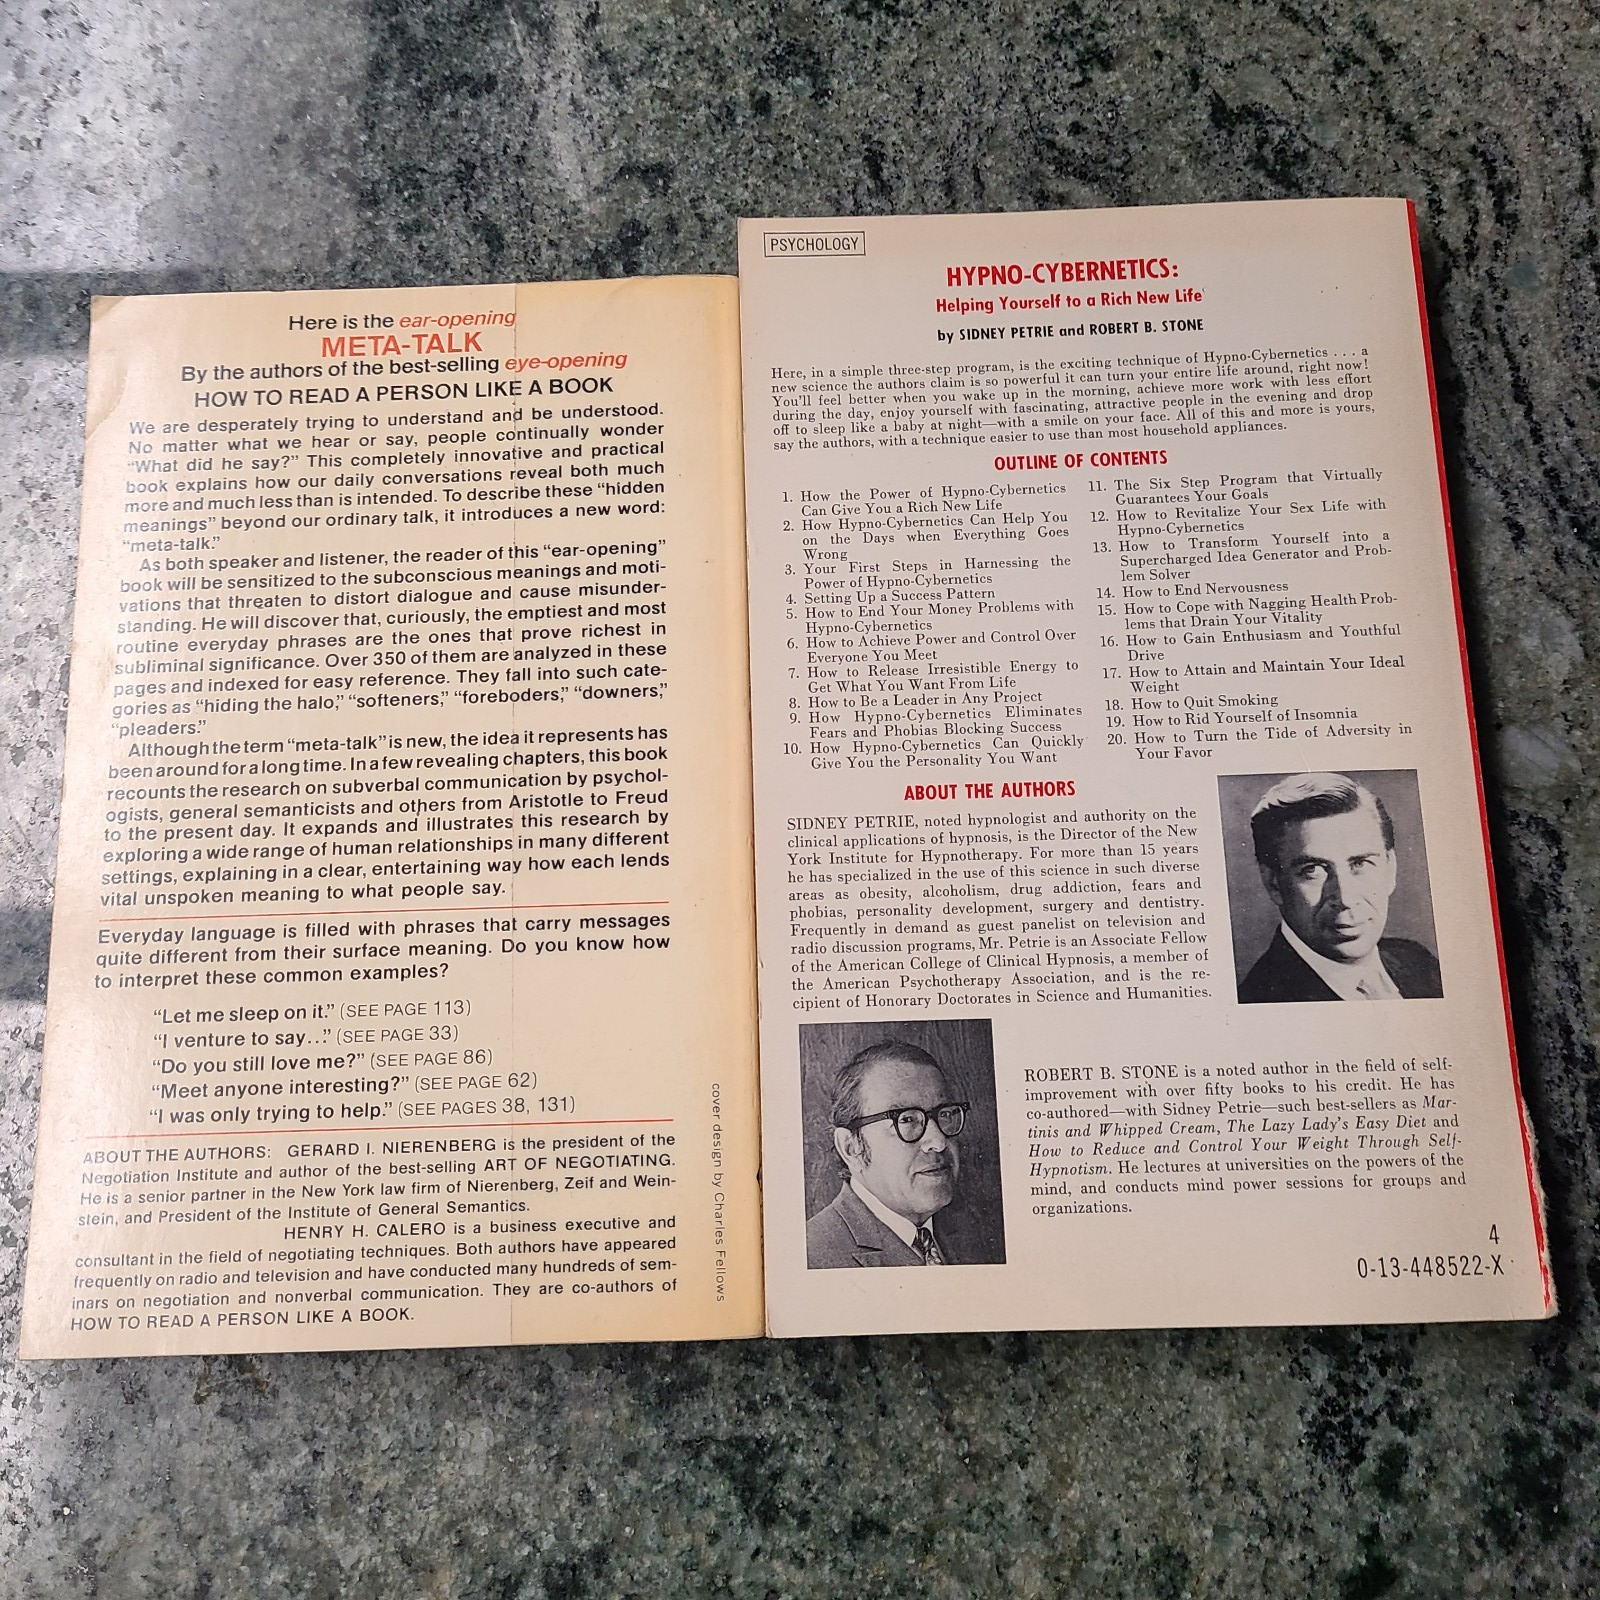 Here is the ear-opening
META-TALK
By the authors of the best-selling eye-opening
HOW TO READ A PERSON LIKE A BOOK
We are desperately trying to understand and be understood.
No matter what we hear or say, people continually wonder
“What did he say?” This completely innovative and practical
book explains how our daily conversations reveal both much
more and much less than is intended. To describe these “hidden
meanings” beyond our ordinary talk, it introduces a new word:
“meta-talk.”
As both speaker and listener, the reader of this “ear-opening”
book will be sensitized to the subconscious meanings and moti-
vations that threaten to distort dialogue and cause misunder-
standing. He will discover that, curiously, the emptiest and most
routine everyday phrases are the ones that prove richest in
subliminal significance. Over 350 of them are analyzed in these
pages and indexed for easy reference. They fall into such cate-
gories as “hiding the halo,” “softeners,” “foreboders,” “downers,”
“pleaders.”
Although the term “meta-talk” is new, the idea it represents has
been around for a long time. In a few revealing chapters, this book
recounts the research on subverbal communication by psychol-
ogists, general semanticists and others from Aristotle to Freud
to the present day. It expands and illustrates this research by
exploring a wide range of human relationships in many different
settings, explaining in a clear, entertaining way how each lends
vital unspoken meaning to what people say.
Everyday language is filled with phrases that carry messages
quite different from their surface meaning. Do you know how
to interpret these common examples?
“Let me sleep on it.” (SEE PAGE 113)
“I venture to say...” (SEE PAGE 33)
“Do you still love me?” (SEE PAGE 86)
“Meet anyone interesting?” (SEE PAGE 62)
“I was only trying to help.” (SEE PAGES 38, 131)
ABOUT THE AUTHORS: GERARD I. NIERENBERG is the president of the
Negotiation Institute and author of the best-selling ART OF NEGOTIATING.
He is a senior partner in the New York law firm of Nierenberg, Zeif and Wein-
stein, and President of the Institute of General Semantics.
HENRY H. CALERO is a business executive and
consultant in the field of negotiating techniques. Both authors have appeared
frequently on radio and television and have conducted many hundreds of sem-
inars on negotiation and nonverbal communication. They are co-authors of
HOW TO READ A PERSON LIKE A BOOK.
cover design by Charles Fellows
PSYCHOLOGY
HYPNO-CYBERNETICS:
Helping Yourself to a Rich New Life
by SIDNEY PETRIE and ROBERT B. STONE
Here, in a simple three-step program, is the exciting technique of Hypno-Cybernetics . . . a
new science the authors claim is so powerful it can turn your entire life around, right now!
You'll feel better when you wake up in the morning, achieve more work with less effort
during the day, enjoy yourself with fascinating, attractive people in the evening and drop
off to sleep like a baby at night—with a smile on your face. All of this and more is yours,
say the authors, with a technique easier to use than most household appliances.
OUTLINE OF CONTENTS
1. How the Power of Hypno-Cybernetics
Can Give You a Rich New Life
2. How Hypno-Cybernetics Can Help You
on the Days when Everything Goes
Wrong
3. Your First Steps in Harnessing the
Power of Hypno-Cybernetics
4. Setting Up a Success Pattern
5. How to End Your Money Problems with
Hypno-Cybernetics
6. How to Achieve Power and Control Over
Everyone You Meet
7. How to Release Irresistible Energy to
Get What You Want From Life
8. How to Be a Leader in Any Project
9. How Hypno-Cybernetics Eliminates
Fears and Phobias Blocking Success
10. How Hypno-Cybernetics Can Quickly
Give You the Personality You Want
11. The Six Step Program that Virtually
Guarantees Your Goals
12. How to Revitalize Your Sex Life with
Hypno-Cybernetics
13. How to Transform Yourself into a
Supercharged Idea Generator and Prob-
lem Solver
14. How to End Nervousness
15. How to Cope with Nagging Health Prob-
lems that Drain Your Vitality
16. How to Gain Enthusiasm and Youthful
Drive
17. How to Attain and Maintain Your Ideal
Weight
18. How to Quit Smoking
19. How to Rid Yourself of Insomnia
20. How to Turn the Tide of Adversity in
Your Favor
ABOUT THE AUTHORS
SIDNEY PETRIE, noted hypnologist and authority on the
clinical applications of hypnosis, is the Director of the New
York Institute for Hypnotherapy. For more than 15 years
he has specialized in the use of this science in such diverse
areas as obesity, alcoholism, drug addiction, fears and
phobias, personality development, surgery and dentistry.
Frequently in demand as guest panelist on television and
radio discussion programs, Mr. Petrie is an Associate Fellow
of the American College of Clinical Hypnosis, a member of
the American Psychotherapy Association, and is the re-
cipient of Honorary Doctorates in Science and Humanities.
ROBERT B. STONE is a noted author in the field of self-
improvement with over fifty books to his credit. He has
co-authored—with Sidney Petrie—such best-sellers as Mar-
tinis and Whipped Cream, The Lazy Lady's Easy Diet and
How to Reduce and Control Your Weight Through Self-
Hypnotism. He lectures at universities on the powers of the
mind, and conducts mind power sessions for groups and
organizations.
4
0-13-448522-X